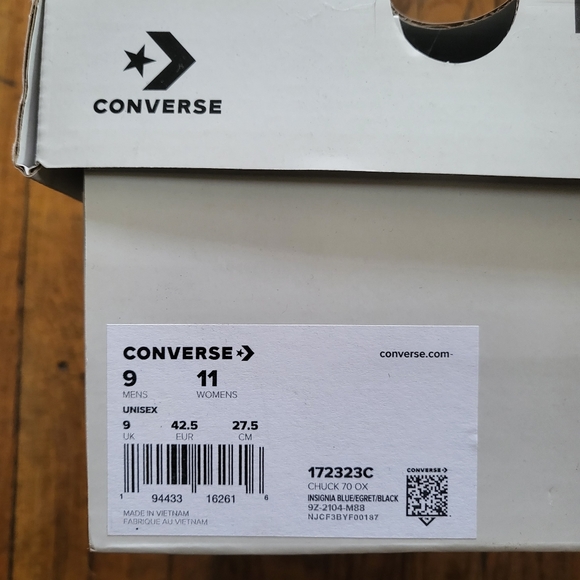 CONVERSE
CONVERSE
converse.com
9 11
MENS WOMENS
UNISEX
9 42.5 27.5
UK EUR CM
1 94433 16261 6
MADE IN VIETNAM
FABRIQUE AU VIETNAM
172323C
CHUCK 70 OX
INSIGNIA BLUE/EGRET/BLACK
9Z-2104-M88
NJCF3BYF00187
CONVERSE